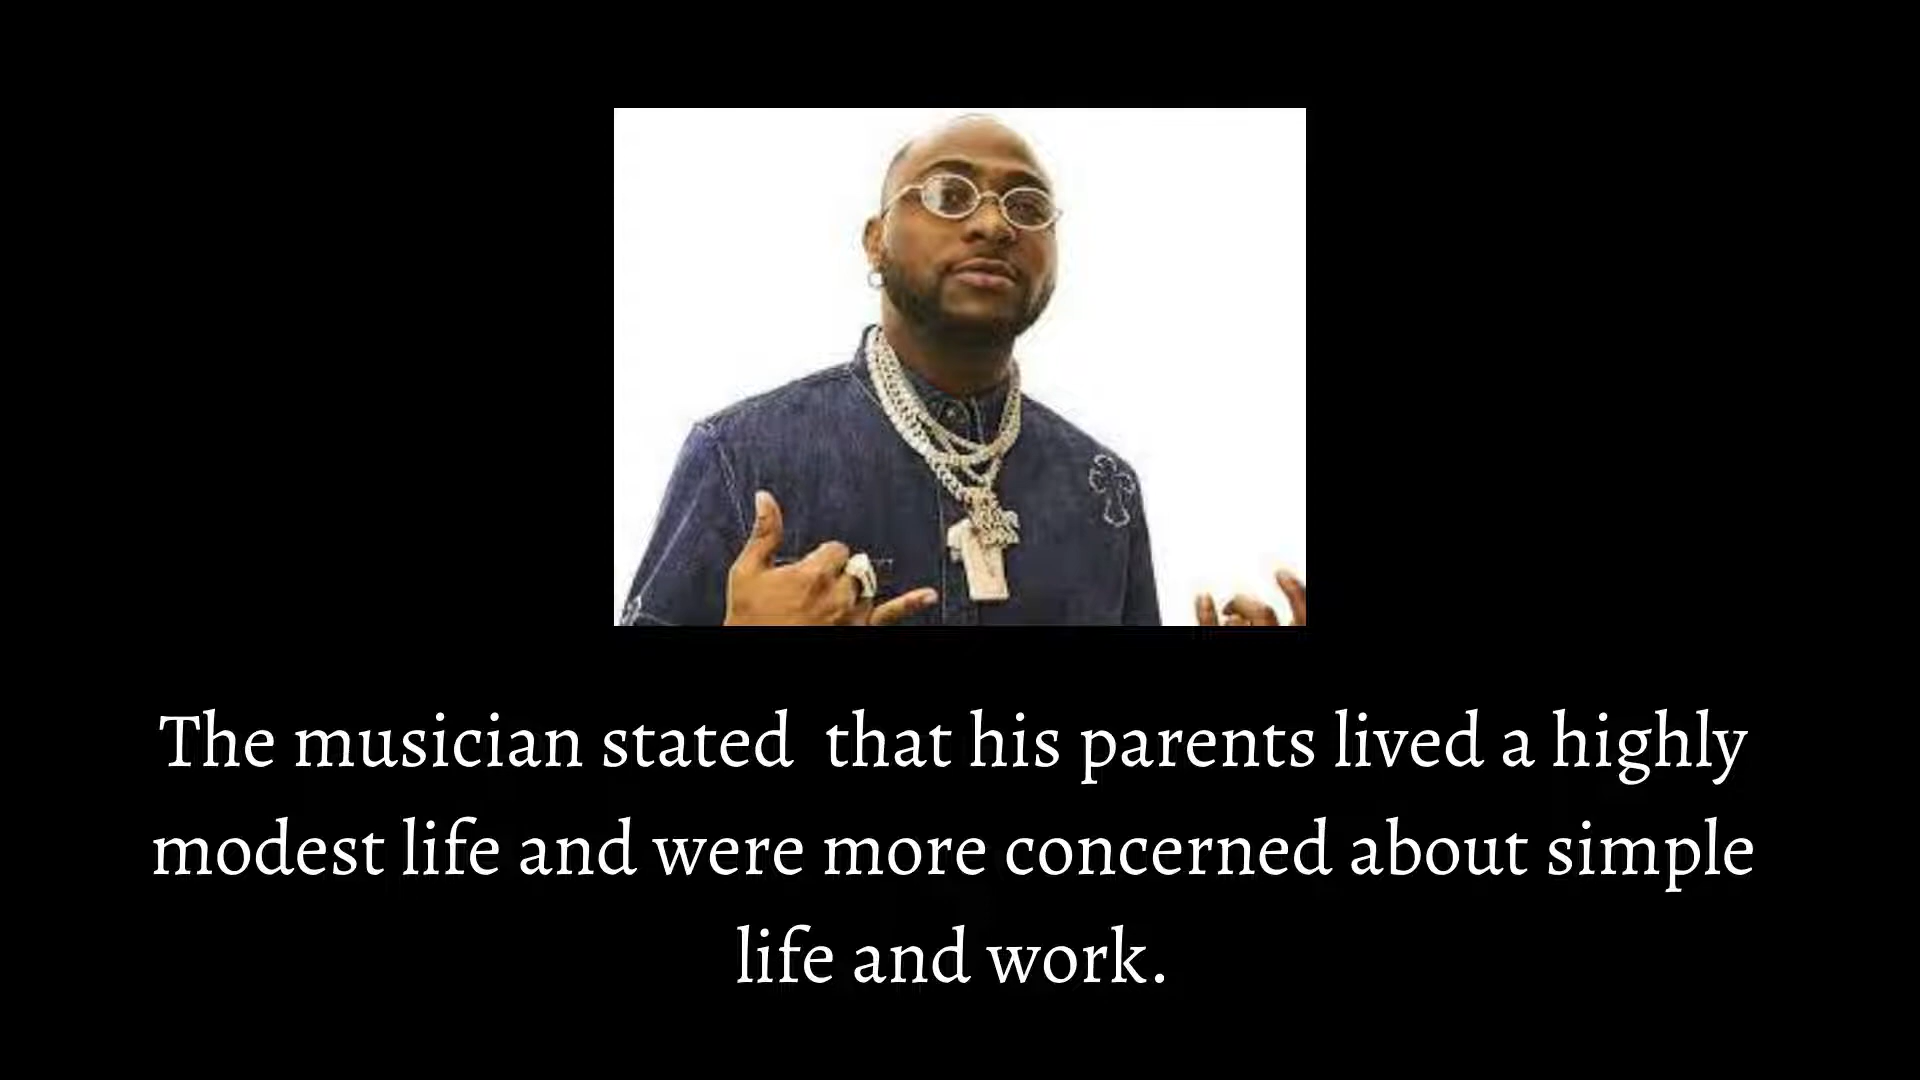 The musician stated  that his parents lived a highly
modest life and were more concerned about simple
life and work.